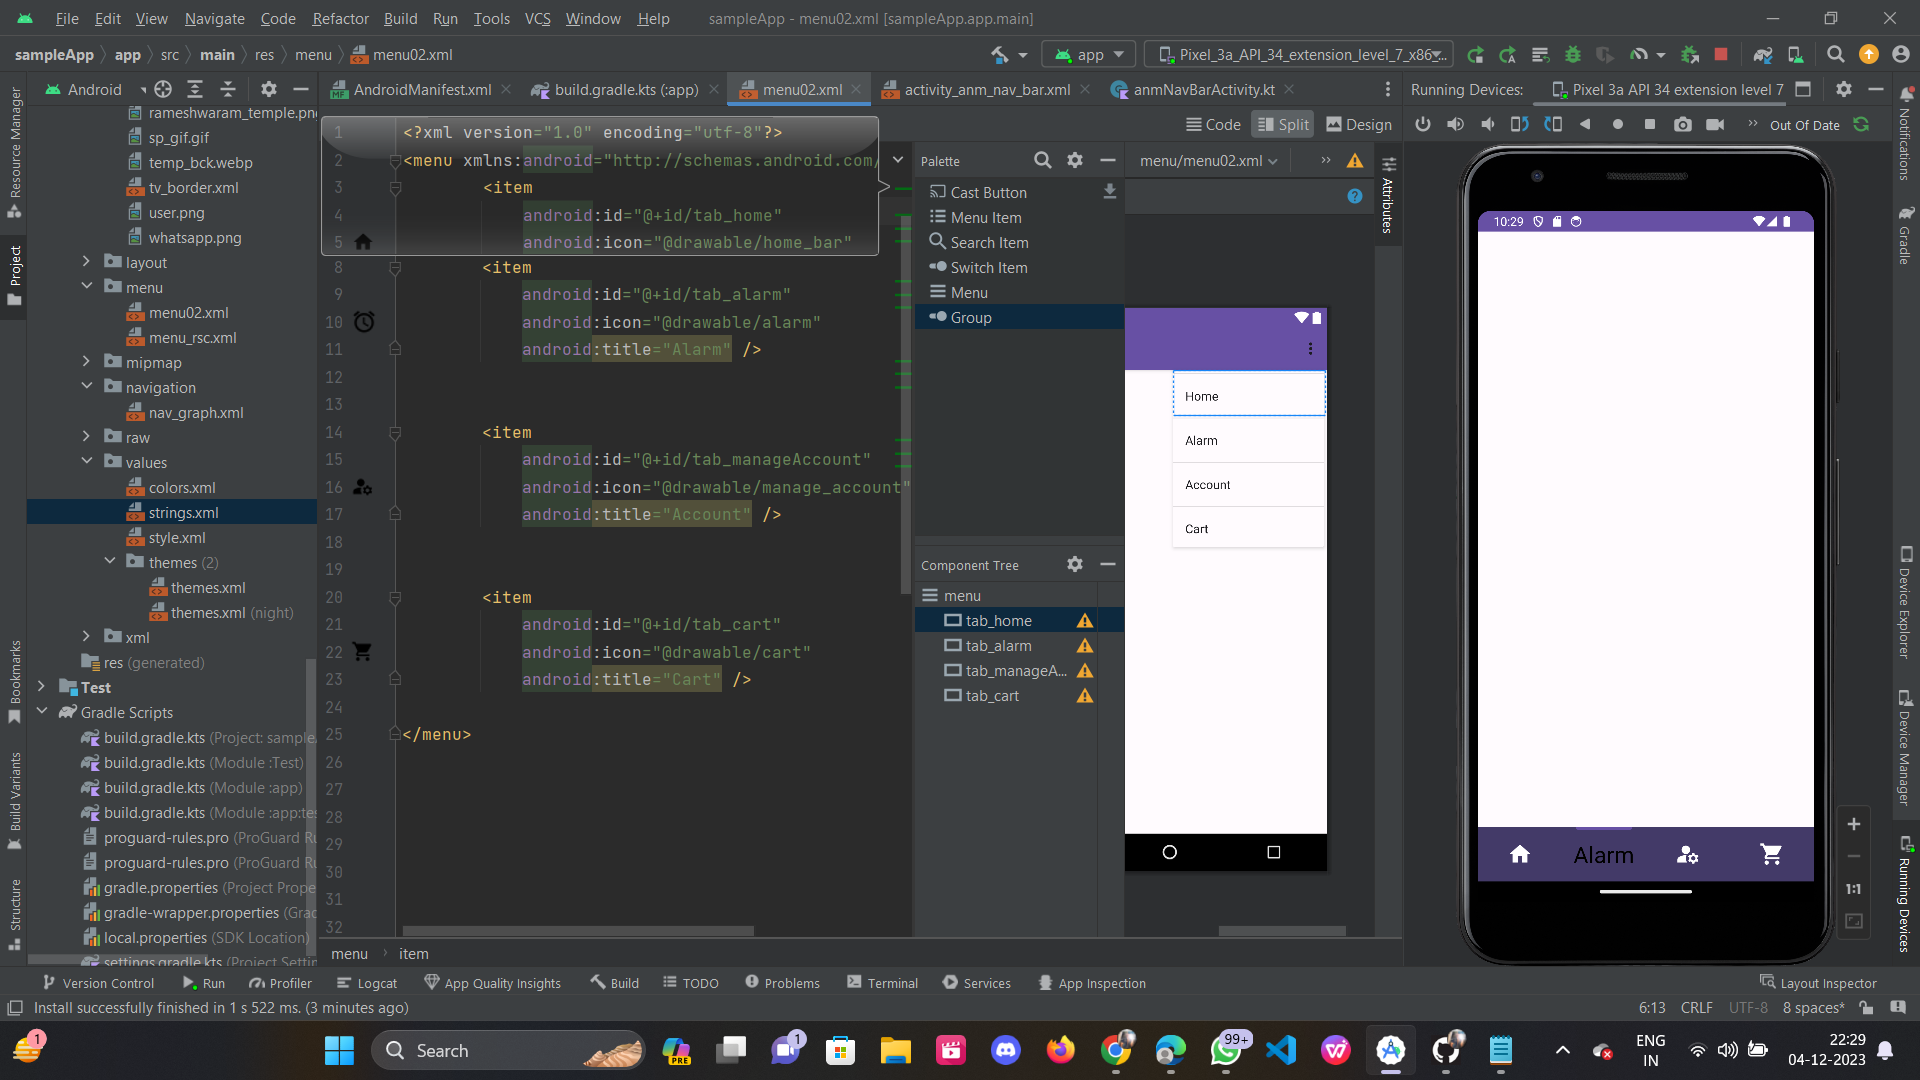 File Edit View Navigate Code Refactor Build Run Tools VCS Window Help sampleApp - menu02.xml [sampleApp.app.main]
sampleApp app src main res menu menu02.xml
app
Pixel_3a_API_34_extension_level_7_x86
Android
AndroidManifest.xml
build.gradle.kts (:app)
menu02.xml
activity_anm_nav_bar.xml
anmNavBarActivity.kt
Running Devices: Pixel 3a API 34 extension level 7
Code Split Design
Out Of Date
Resource Manager
Project
Bookmarks
Build Variants
Structure
rameshwaram_temple.png
sp_gif.gif
temp_bck.webp
tv_border.xml
user.png
whatsapp.png
layout
menu
menu02.xml
menu_rsc.xml
mipmap
navigation
nav_graph.xml
raw
values
colors.xml
strings.xml
style.xml
themes (2)
themes.xml
themes.xml (night)
xml
res (generated)
Test
Gradle Scripts
build.gradle.kts (Project: sample
build.gradle.kts (Module :Test)
build.gradle.kts (Module :app)
build.gradle.kts (Module :app:te
proguard-rules.pro (ProGuard Ru
proguard-rules.pro (ProGuard Ru
gradle.properties (Project Prope
gradle-wrapper.properties (Grad
local.properties (SDK Location)
settings.gradle.kts (Project Settin
1 <?xml version="1.0" encoding="utf-8"?>
2 <menu xmlns:android="http://schemas.android.com/
3 <item
4 android:id="@+id/tab_home"
5 android:icon="@drawable/home_bar"
8 <item
9 android:id="@+id/tab_alarm"
10 android:icon="@drawable/alarm"
11 android:title="Alarm" />
12
13
14 <item
15 android:id="@+id/tab_manageAccount"
16 android:icon="@drawable/manage_account"
17 android:title="Account" />
18
19
20 <item
21 android:id="@+id/tab_cart"
22 android:icon="@drawable/cart"
23 android:title="Cart" />
24
25 </menu>
26
27
28
29
30
31
32
menu item
Palette
Cast Button
Menu Item
Search Item
Switch Item
Menu
Group
Component Tree
menu
tab_home
tab_alarm
tab_manageA...
tab_cart
menu/menu02.xml
Attributes
Home
Alarm
Account
Cart
10:29
Alarm
1:1
Notifications
Gradle
Device Explorer
Device Manager
Running Devices
Version Control Run Profiler Logcat App Quality Insights Build TODO Problems Terminal Services App Inspection Layout Inspector
Install successfully finished in 1 s 522 ms. (3 minutes ago)
6:13 CRLF UTF-8 8 spaces*
1
Search
PRE
1
99+
ENG
IN
22:29
04-12-2023